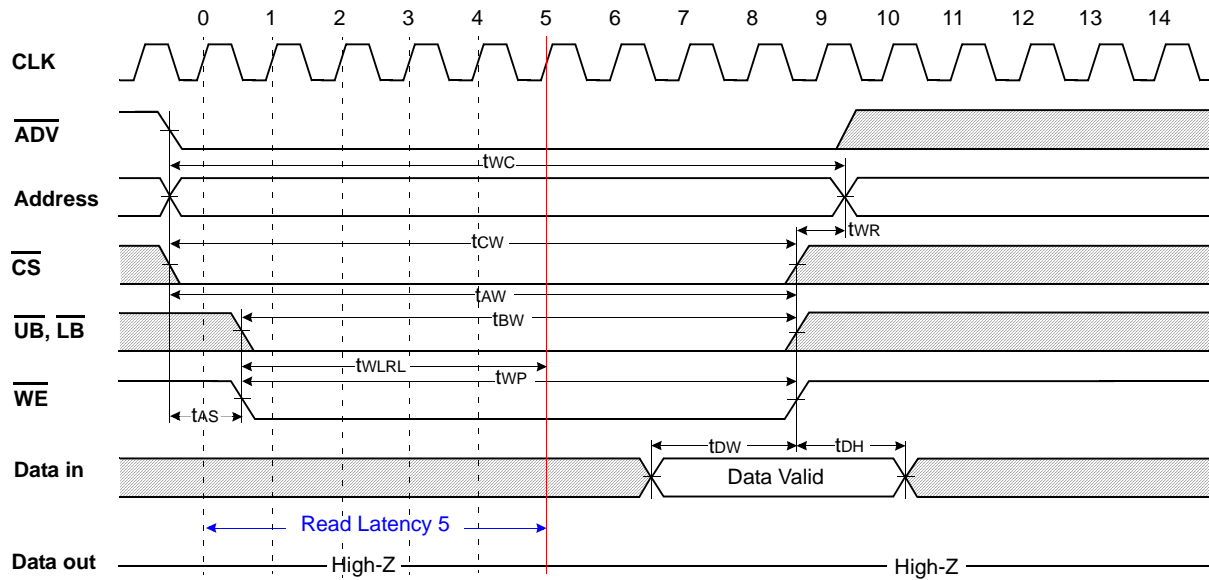 0 1 2 3 4 5 6 7 8 9 10 11 12 13 14
CLK
ADV
tWC
Address
tWR
tCW
CS
tAW
tBW
UB, LB
tWLRL
tWP
WE
tAS
tDW tDH
Data in Data Valid
Read Latency 5
Data out High-Z High-Z